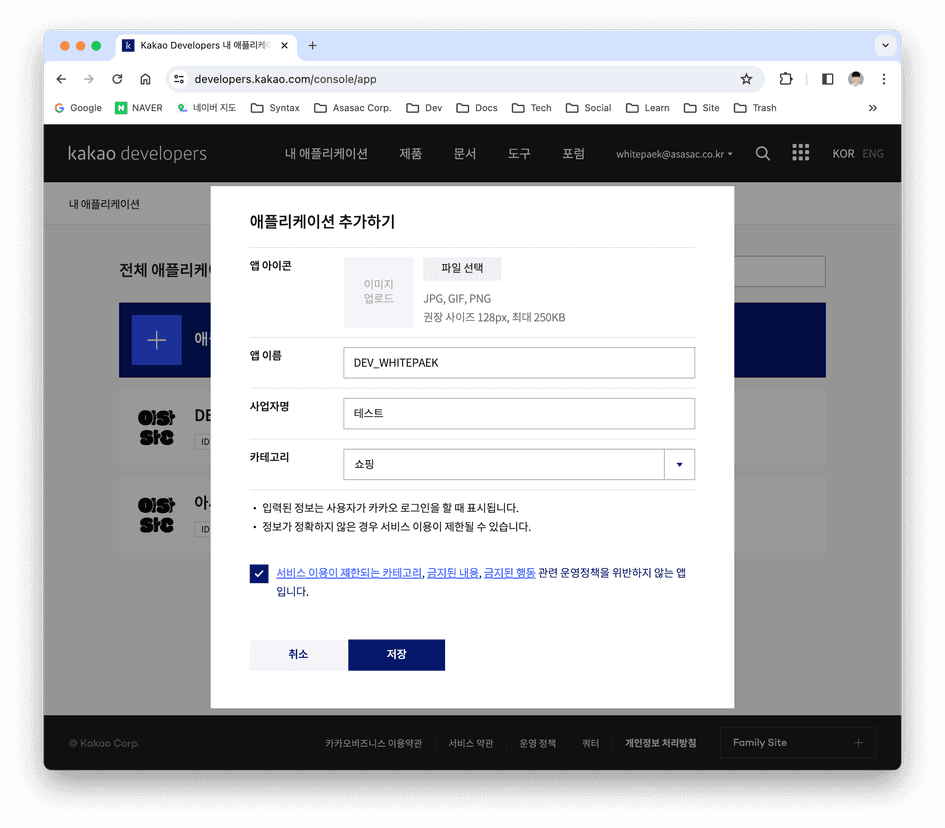 Kakao Developers 내 애플리케이
developers.kakao.com/console/app
Google NAVER 네이버 지도 Syntax Asasac Corp. Dev Docs Tech Social Learn Site Trash
kakao developers 내 애플리케이션 제품 문서 도구 포럼 whitepaek@asasac.co.kr KOR ENG
내 애플리케이션
전체 애플리케이
애플리케이션 추가하기
앱 아이콘
이미지
업로드
파일 선택
JPG, GIF, PNG
권장 사이즈 128px, 최대 250KB
앱 이름
DEV_WHITEPAEK
사업자명
테스트
카테고리
쇼핑
• 입력된 정보는 사용자가 카카오 로그인을 할 때 표시됩니다.
• 정보가 정확하지 않은 경우 서비스 이용이 제한될 수 있습니다.
서비스 이용이 제한되는 카테고리, 금지된 내용, 금지된 행동 관련 운영정책을 위반하지 않는 앱
입니다.
취소 저장
아사
삭
DE
ID
아사
삭
아
ID
© Kakao Corp. 카카오비즈니스 이용약관 서비스 약관 운영 정책 쿼터 개인정보 처리방침 Family Site